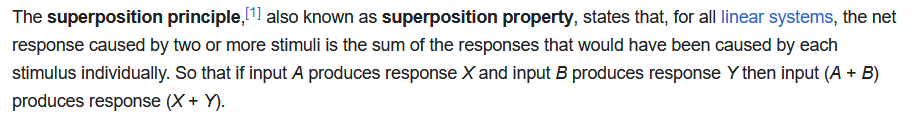 The superposition principle,[1] also known as superposition property, states that, for all linear systems, the net
response caused by two or more stimuli is the sum of the responses that would have been caused by each
stimulus individually. So that if input A produces response X and input B produces response Y then input (A + B)
produces response (X + Y).